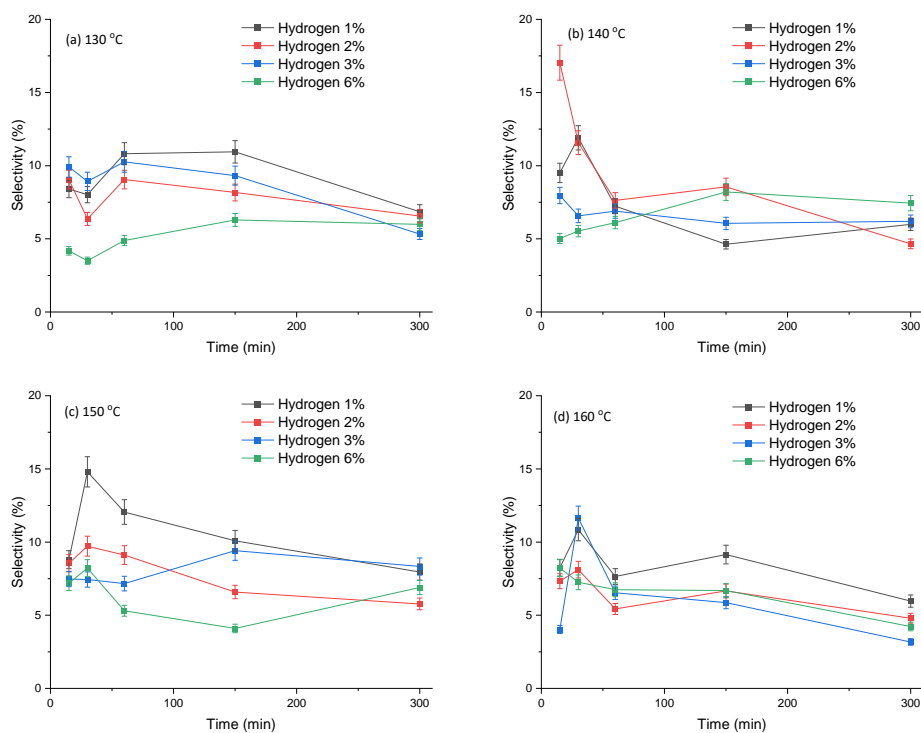 (a) 130 °C
Hydrogen 1%
Hydrogen 2%
Hydrogen 3%
Hydrogen 6%
Selectivity (%)
20
15
10
5
0
0 100 200 300
Time (min)
(b) 140 °C
Hydrogen 1%
Hydrogen 2%
Hydrogen 3%
Hydrogen 6%
Selectivity (%)
20
15
10
5
0
0 100 200 300
Time (min)
(c) 150 °C
Hydrogen 1%
Hydrogen 2%
Hydrogen 3%
Hydrogen 6%
Selectivity (%)
20
15
10
5
0
0 100 200 300
Time (min)
(d) 160 °C
Hydrogen 1%
Hydrogen 2%
Hydrogen 3%
Hydrogen 6%
Selectivity (%)
20
15
10
5
0
0 100 200 300
Time (min)